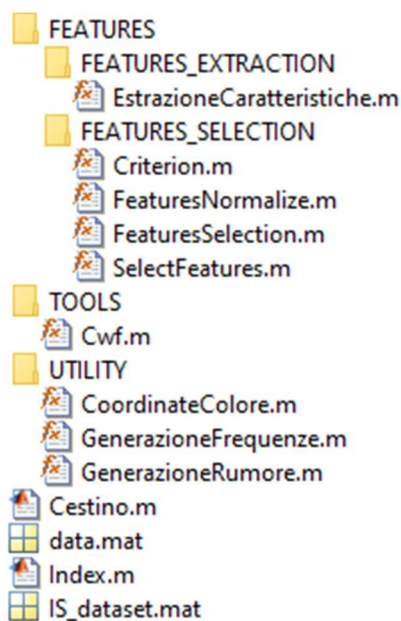 FEATURES
FEATURES_EXTRACTION
EstrazioneCaratteristiche.m
FEATURES_SELECTION
Criterion.m
FeaturesNormalize.m
FeaturesSelection.m
SelectFeatures.m
TOOLS
Cwf.m
UTILITY
CoordinateColore.m
GenerazioneFrequenze.m
GenerazioneRumore.m
Cestino.m
data.mat
Index.m
IS_dataset.mat